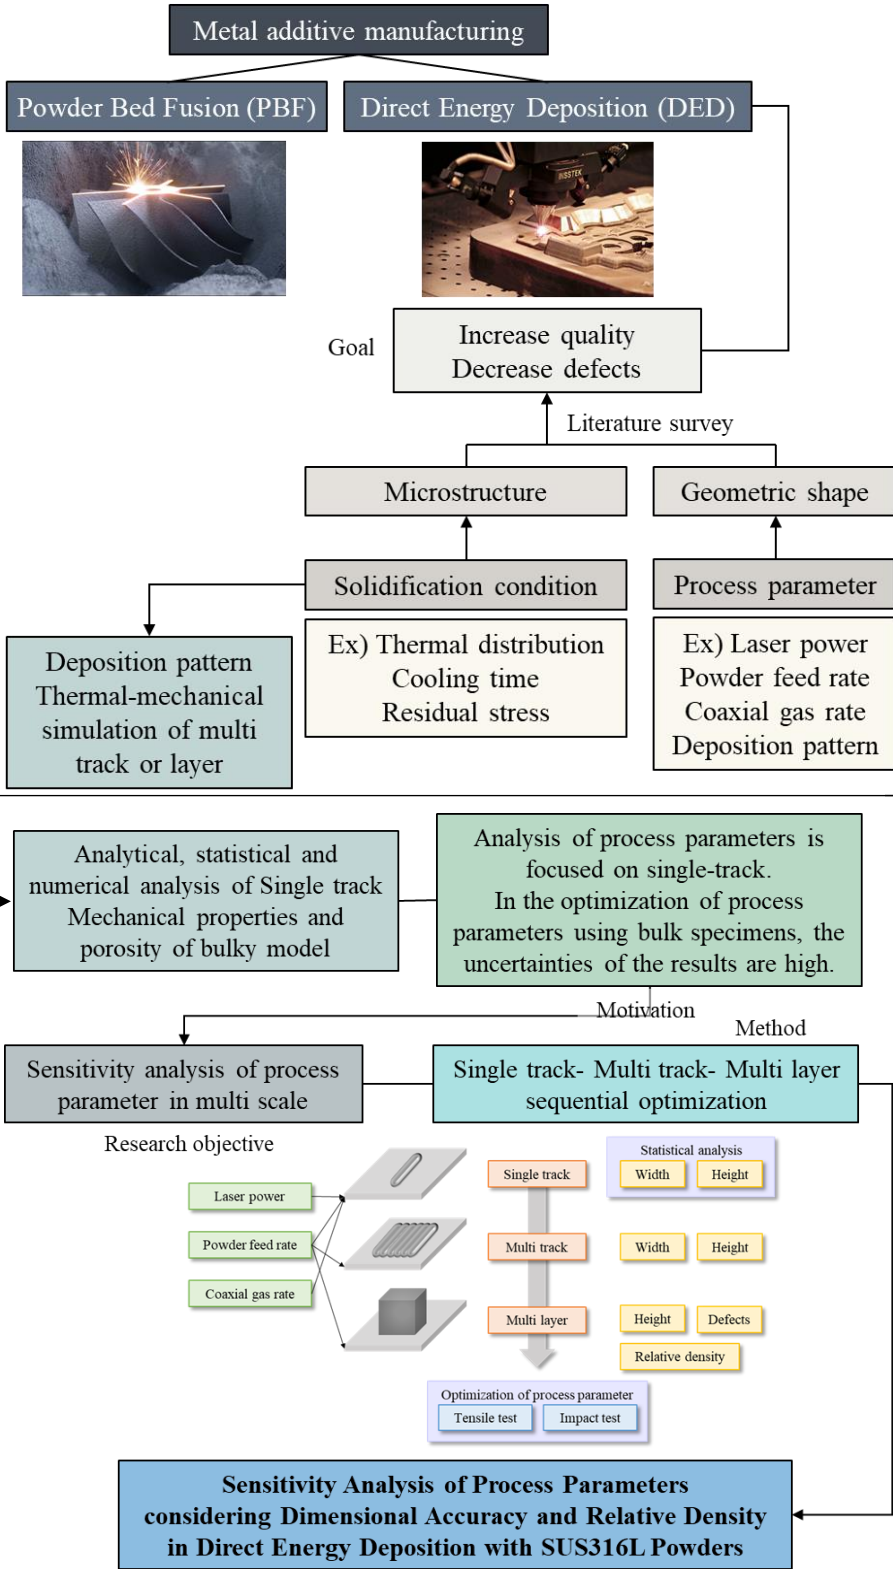 Metal additive manufacturing
Powder Bed Fusion (PBF)
Direct Energy Deposition (DED)
INSSTEK
Goal
Increase quality
Decrease defects
Literature survey
Microstructure
Geometric shape
Solidification condition
Process parameter
Deposition pattern
Thermal-mechanical
simulation of multi
track or layer
Ex) Thermal distribution
Cooling time
Residual stress
Ex) Laser power
Powder feed rate
Coaxial gas rate
Deposition pattern
Analytical, statistical and
numerical analysis of Single track
Mechanical properties and
porosity of bulky model
Analysis of process parameters is
focused on single-track.
In the optimization of process
parameters using bulk specimens, the
uncertainties of the results are high.
Motivation
Method
Sensitivity analysis of process
parameter in multi scale
Single track- Multi track- Multi layer
sequential optimization
Research objective
Laser power
Powder feed rate
Coaxial gas rate
Single track
Multi track
Multi layer
Statistical analysis
Width Height
Width Height
Height Defects
Relative density
Optimization of process parameter
Tensile test Impact test
Sensitivity Analysis of Process Parameters
considering Dimensional Accuracy and Relative Density
in Direct Energy Deposition with SUS316L Powders